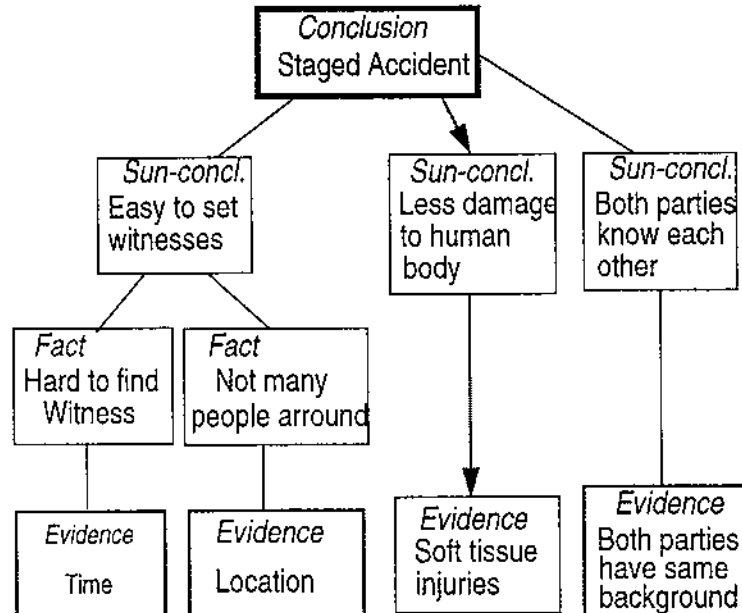 Conclusion
Staged Accident
Sun-concl.
Easy to set
witnesses
Sun-concl.
Less damage
to human
body
Sun-concl.
Both parties
know each
other
Fact
Hard to find
Witness
Fact
Not many
people arround
Evidence
Time
Evidence
Location
Evidence
Soft tissue
injuries
Evidence
Both parties
have same
background